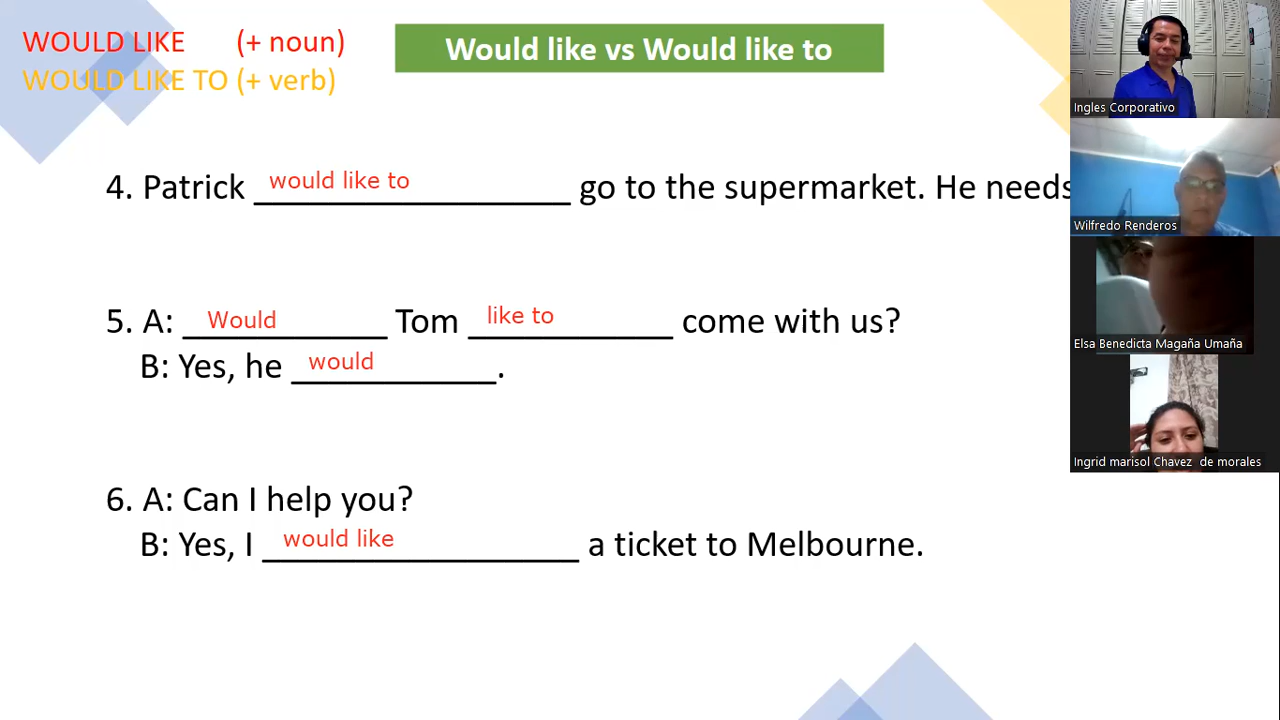 WOULD LIKE (+ noun)
WOULD LIKE TO (+ verb)
Would like vs Would like to
4. Patrick would like to go to the supermarket. He needs
5. A: Would Tom like to come with us?
B: Yes, he would.
6. A: Can I help you?
B: Yes, I would like a ticket to Melbourne.
Ingles Corporativo
Wilfredo Renderos
Elsa Benedicta Magaña Umaña
Ingrid marisol Chavez de morales